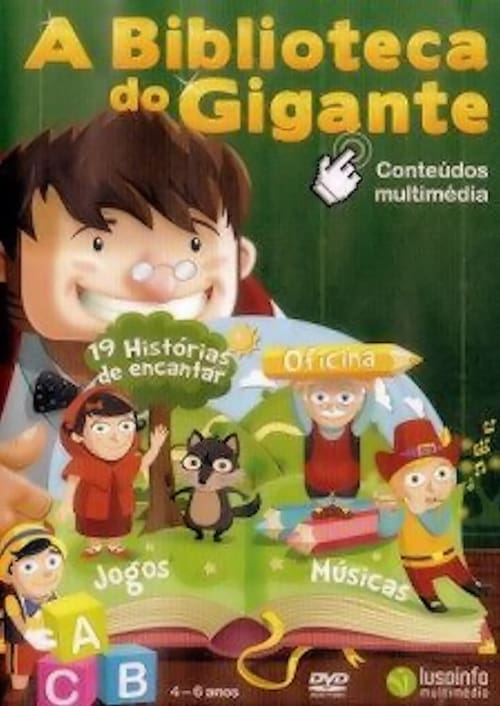 A Biblioteca
do Gigante
Conteúdos
multimédia
19 Histórias
de encantar
Oficina
Jogos
Músicas
A
C B
4-6 anos
DVD
lusoinfo
multimédia